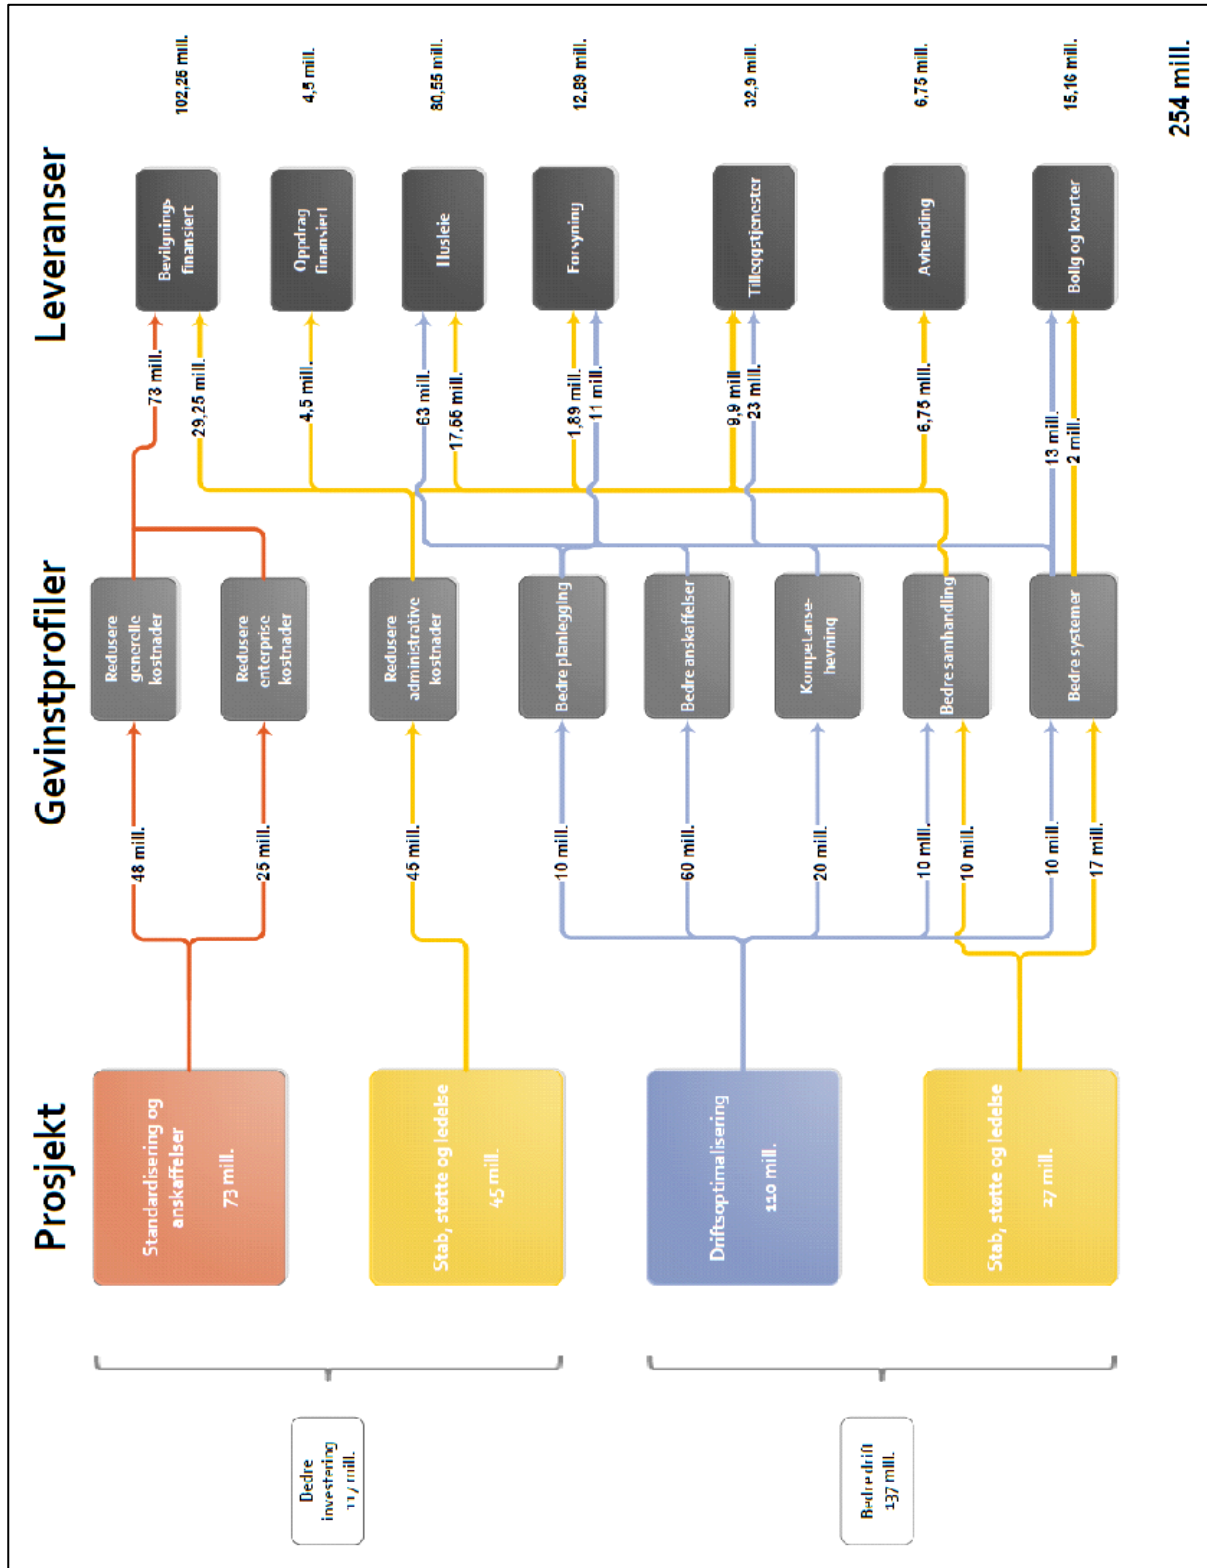 Prosjekt
Gevinstprofiler
Leveranser
Bedre
investering
117 mill.
Bedre drift
137 mill.
Standardisering og
anskaffelser
73 mill.
Stab, støtte og ledelse
45 mill.
Driftsoptimalisering
110 mill.
Stab, støtte og ledelse
27 mill.
48 mill.
25 mill.
45 mill.
10 mill.
60 mill.
20 mill.
10 mill.
10 mill.
10 mill.
17 mill.
Redusere
generelle
kostnader
Redusere
enterprise
kostnader
Redusere
administrative
kostnader
Bedre planlegging
Bedre anskaffelser
Kompetanse-
hevning
Bedre samhandling
Bedre systemer
73 mill.
29,25 mill.
4,5 mill.
63 mill.
17,55 mill.
1,89 mill.
11 mill.
9,9 mill
23 mill.
6,75 mill.
13 mill.
2 mill.
Bevilgnings
finansiert
Oppdrag
finansiert
Husleie
Forsyning
Tilleggstjenester
Avhending
Bolig og kvarter
102,25 mill.
4,5 mill.
80,55 mill.
12,89 mill.
32,9 mill.
6,75 mill.
15,16 mill.
254 mill.